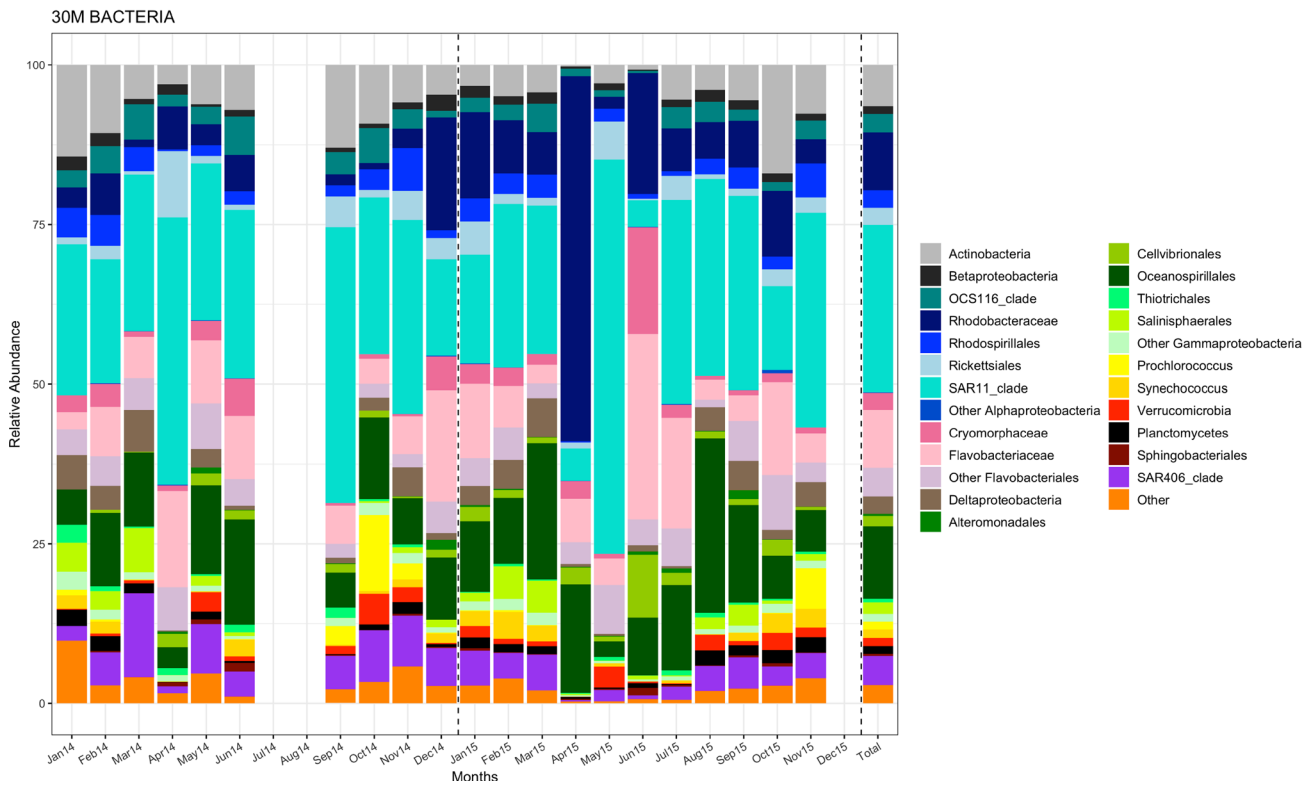 30M BACTERIA
100
75
50
25
0
Relative Abundance
Jan14 Feb14 Mar14 Apr14 May14 Jun14 Jul14 Aug14 Sep14 Oct14 Nov14 Dec14 Jan15 Feb15 Mar15 Apr15 May15 Jun15 Jul15 Aug15 Sep15 Oct15 Nov15 Dec15 Total
Months
Actinobacteria
Betaproteobacteria
OCS116_clade
Rhodobacteraceae
Rhodospirillales
Rickettsiales
SAR11_clade
Other Alphaproteobacteria
Cryomorphaceae
Flavobacteriaceae
Other Flavobacteriales
Deltaproteobacteria
Alteromonadales
Cellvibrionales
Oceanospirillales
Thiotrichales
Salinisphaerales
Other Gammaproteobacteria
Prochlorococcus
Synechococcus
Verrucomicrobia
Planctomycetes
Sphingobacteriales
SAR406_clade
Other